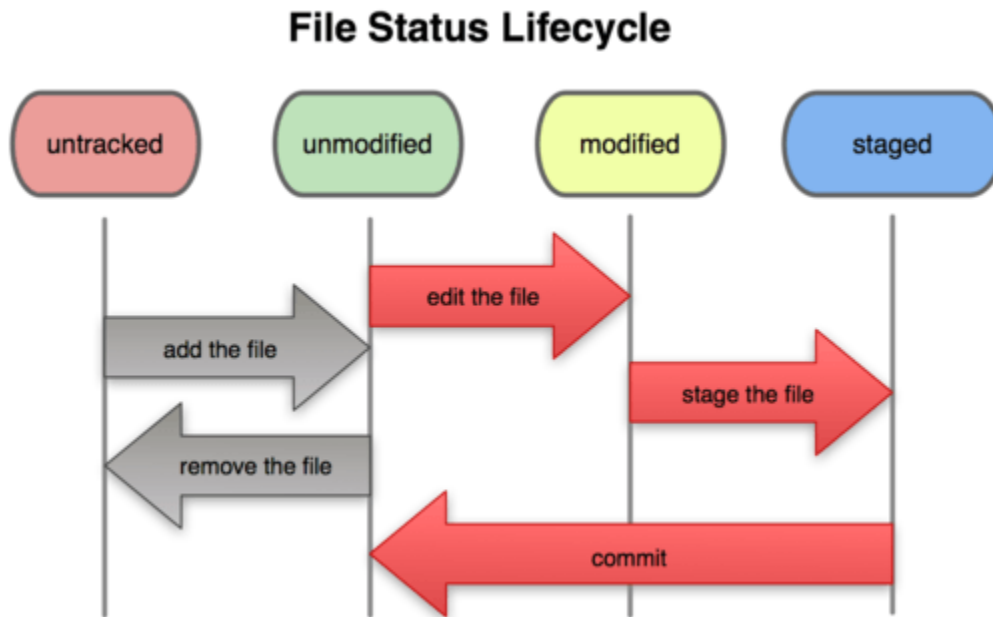 File Status Lifecycle
untracked
unmodified
modified
staged
edit the file
add the file
stage the file
remove the file
commit